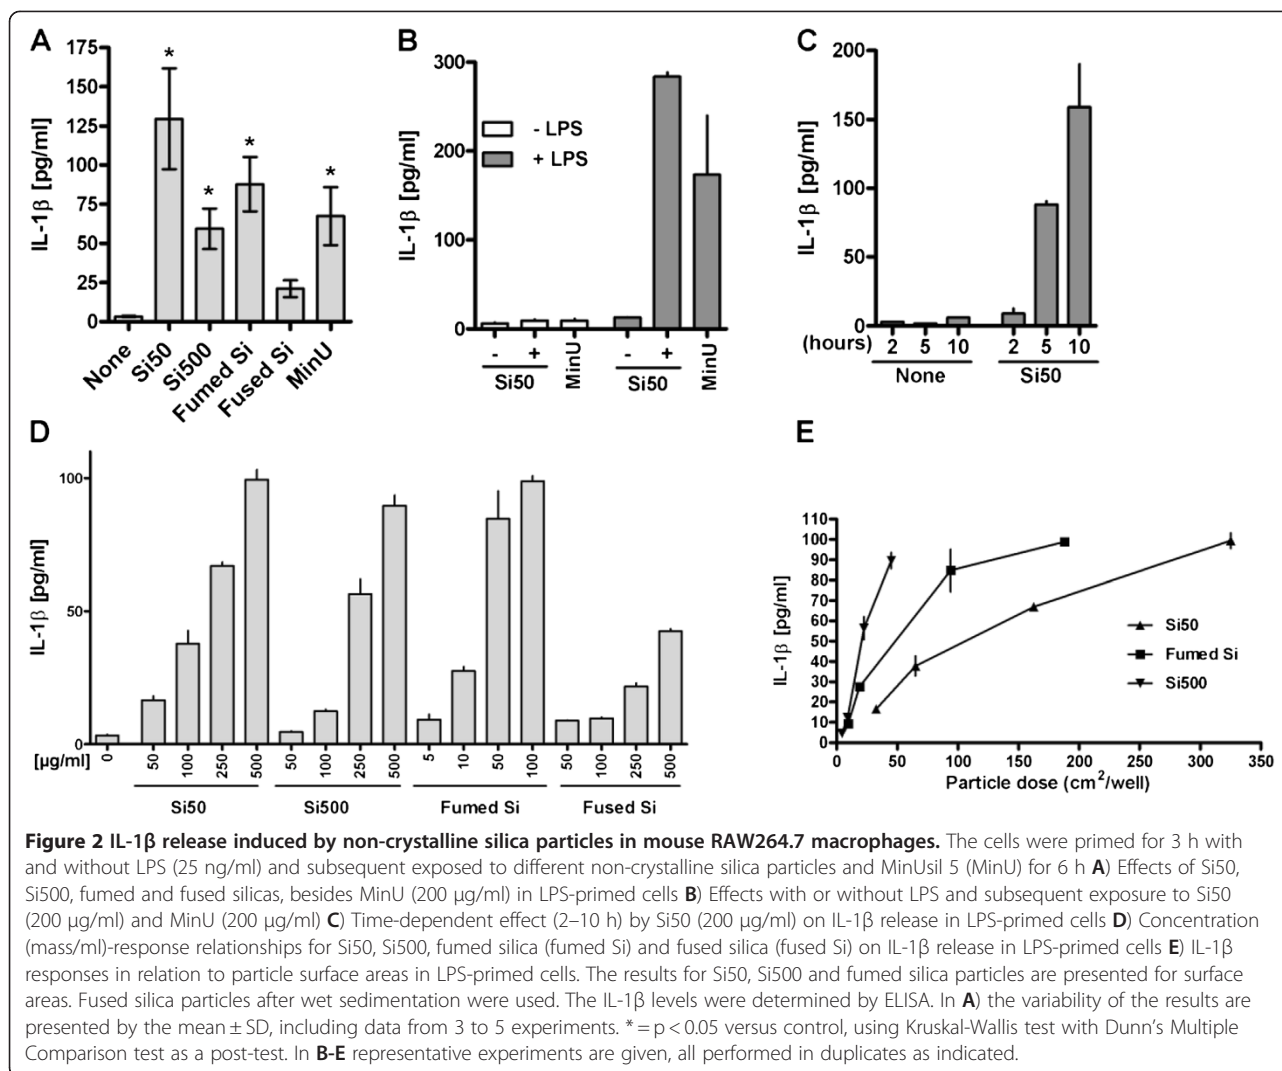 A
IL-1β [pg/ml]
175
150
125
100
75
50
25
0
*
*
*
*
None
Si50
Si500
Fumed Si
Fused Si
MinU
B
IL-1β [pg/ml]
300
200
100
0
- LPS
+ LPS
- + MinU - + MinU
Si50 Si50
C
IL-1β [pg/ml]
200
150
100
50
0
(hours) 2 5 10 2 5 10
None Si50
D
IL-1β [pg/ml]
100
50
0
[µg/ml] 0 50 100 250 500 50 100 250 500 5 10 50 100 50 100 250 500
Si50 Si500 Fumed Si Fused Si
E
IL-1β [pg/ml]
110
100
90
80
70
60
50
40
30
20
10
0
Si50
Fumed Si
Si500
0 50 100 150 200 250 300 350
Particle dose (cm²/well)
Figure 2 IL-1β release induced by non-crystalline silica particles in mouse RAW264.7 macrophages. The cells were primed for 3 h with
and without LPS (25 ng/ml) and subsequent exposed to different non-crystalline silica particles and MinUsil 5 (MinU) for 6 h A) Effects of Si50,
Si500, fumed and fused silicas, besides MinU (200 µg/ml) in LPS-primed cells B) Effects with or without LPS and subsequent exposure to Si50
(200 µg/ml) and MinU (200 µg/ml) C) Time-dependent effect (2–10 h) by Si50 (200 µg/ml) on IL-1β release in LPS-primed cells D) Concentration
(mass/ml)-response relationships for Si50, Si500, fumed silica (fumed Si) and fused silica (fused Si) on IL-1β release in LPS-primed cells E) IL-1β
responses in relation to particle surface areas in LPS-primed cells. The results for Si50, Si500 and fumed silica particles are presented for surface
areas. Fused silica particles after wet sedimentation were used. The IL-1β levels were determined by ELISA. In A) the variability of the results are
presented by the mean ± SD, including data from 3 to 5 experiments. * = p < 0.05 versus control, using Kruskal-Wallis test with Dunn's Multiple
Comparison test as a post-test. In B-E representative experiments are given, all performed in duplicates as indicated.